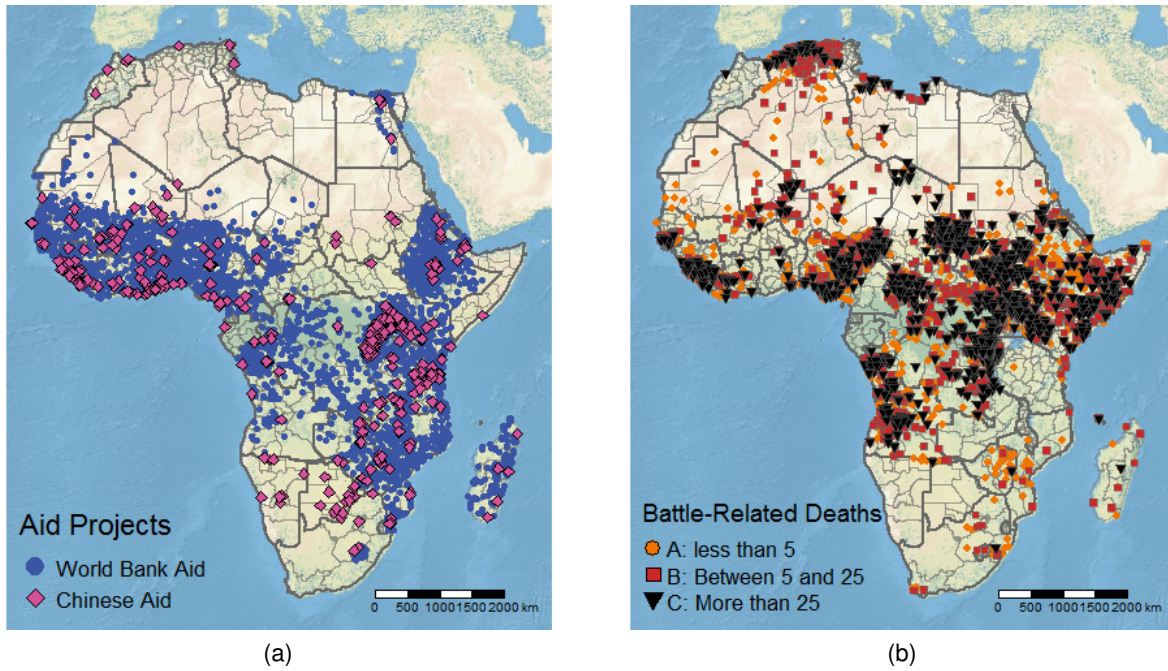 Aid Projects
World Bank Aid
Chinese Aid
0 500 1000 1500 2000 km
(a)
Battle-Related Deaths
A: less than 5
B: Between 5 and 25
C: More than 25
0 500 1000 1500 2000 km
(b)